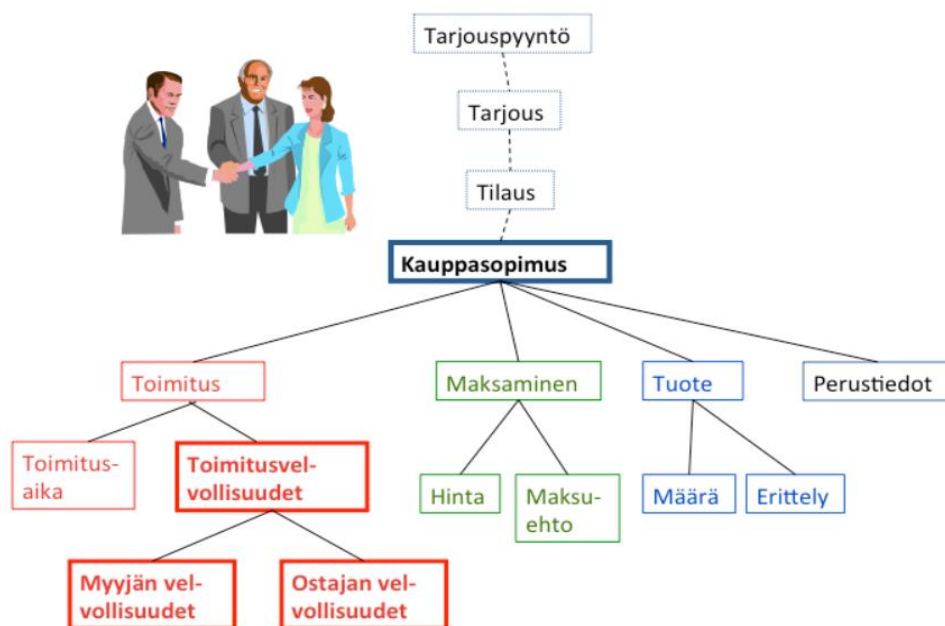 Tarjouspyyntö
Tarjous
Tilaus
Kauppasopimus
Toimitus
Maksaminen
Tuote
Perustiedot
Toimitus-
aika
Toimitusvel-
vollisuudet
Hinta
Maksu-
ehto
Määrä
Erittely
Myyjän vel-
vollisuudet
Ostajan vel-
vollisuudet